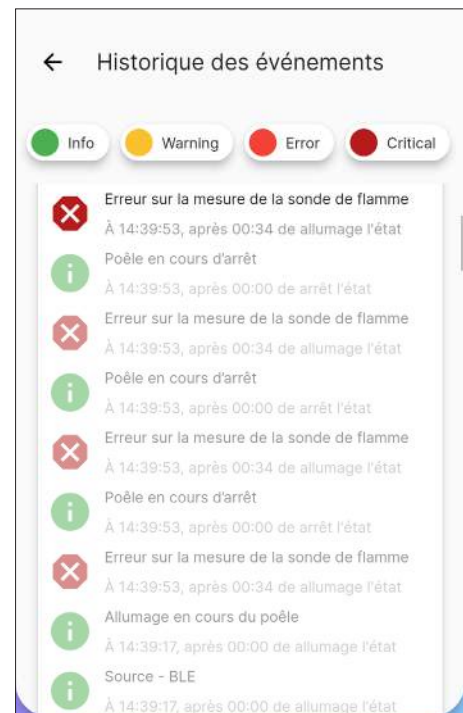 Historique des événements
Info Warning Error Critical
Erreur sur la mesure de la sonde de flamme
À 14:39:53, après 00:34 de allumage l'état
Poêle en cours d'arrêt
À 14:39:53, après 00:00 de arrêt l'état
Erreur sur la mesure de la sonde de flamme
À 14:39:53, après 00:34 de allumage l'état
Poêle en cours d'arrêt
À 14:39:53, après 00:00 de arrêt l'état
Erreur sur la mesure de la sonde de flamme
À 14:39:53, après 00:34 de allumage l'état
Poêle en cours d'arrêt
À 14:39:53, après 00:00 de arrêt l'état
Erreur sur la mesure de la sonde de flamme
À 14:39:53, après 00:34 de allumage l'état
Allumage en cours du poêle
À 14:39:17, après 00:00 de allumage l'état
Source - BLE
À 14:39:17, après 00:00 de allumage l'état